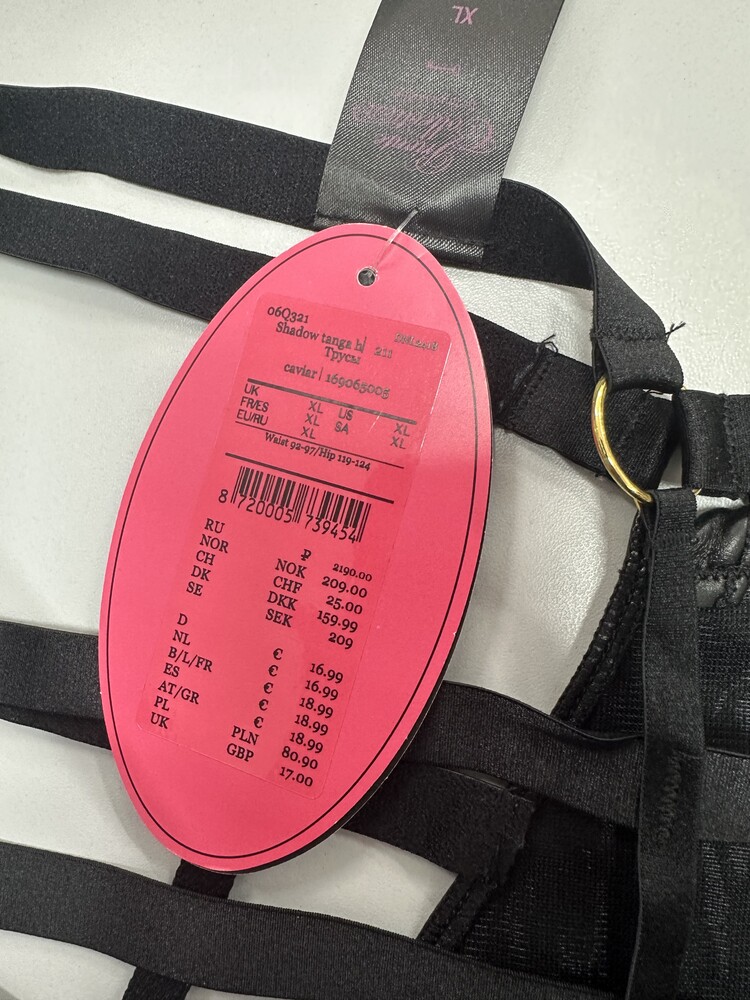 XL
Private
Collection
06Q321
Shadow tanga h| 211
Трусы
caviar | 169065005
UK XL US XL
FR/ES XL SA XL
EU/RU XL
Waist 92-97/Hip 119-124
8 720005 739454
RU ₽ 2190.00
NOR NOK 209.00
CH CHF 25.00
DK DKK 159.99
SE SEK 209
D € 16.99
NL € 16.99
B/L/FR € 18.99
ES € 18.99
AT/GR € 18.99
PL PLN 80.90
UK GBP 17.00